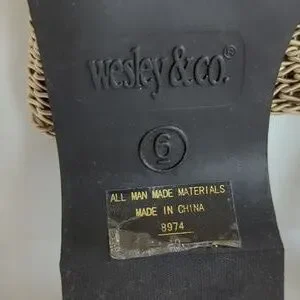 wesley & co.®
6
ALL MAN MADE MATERIALS
MADE IN CHINA
8974